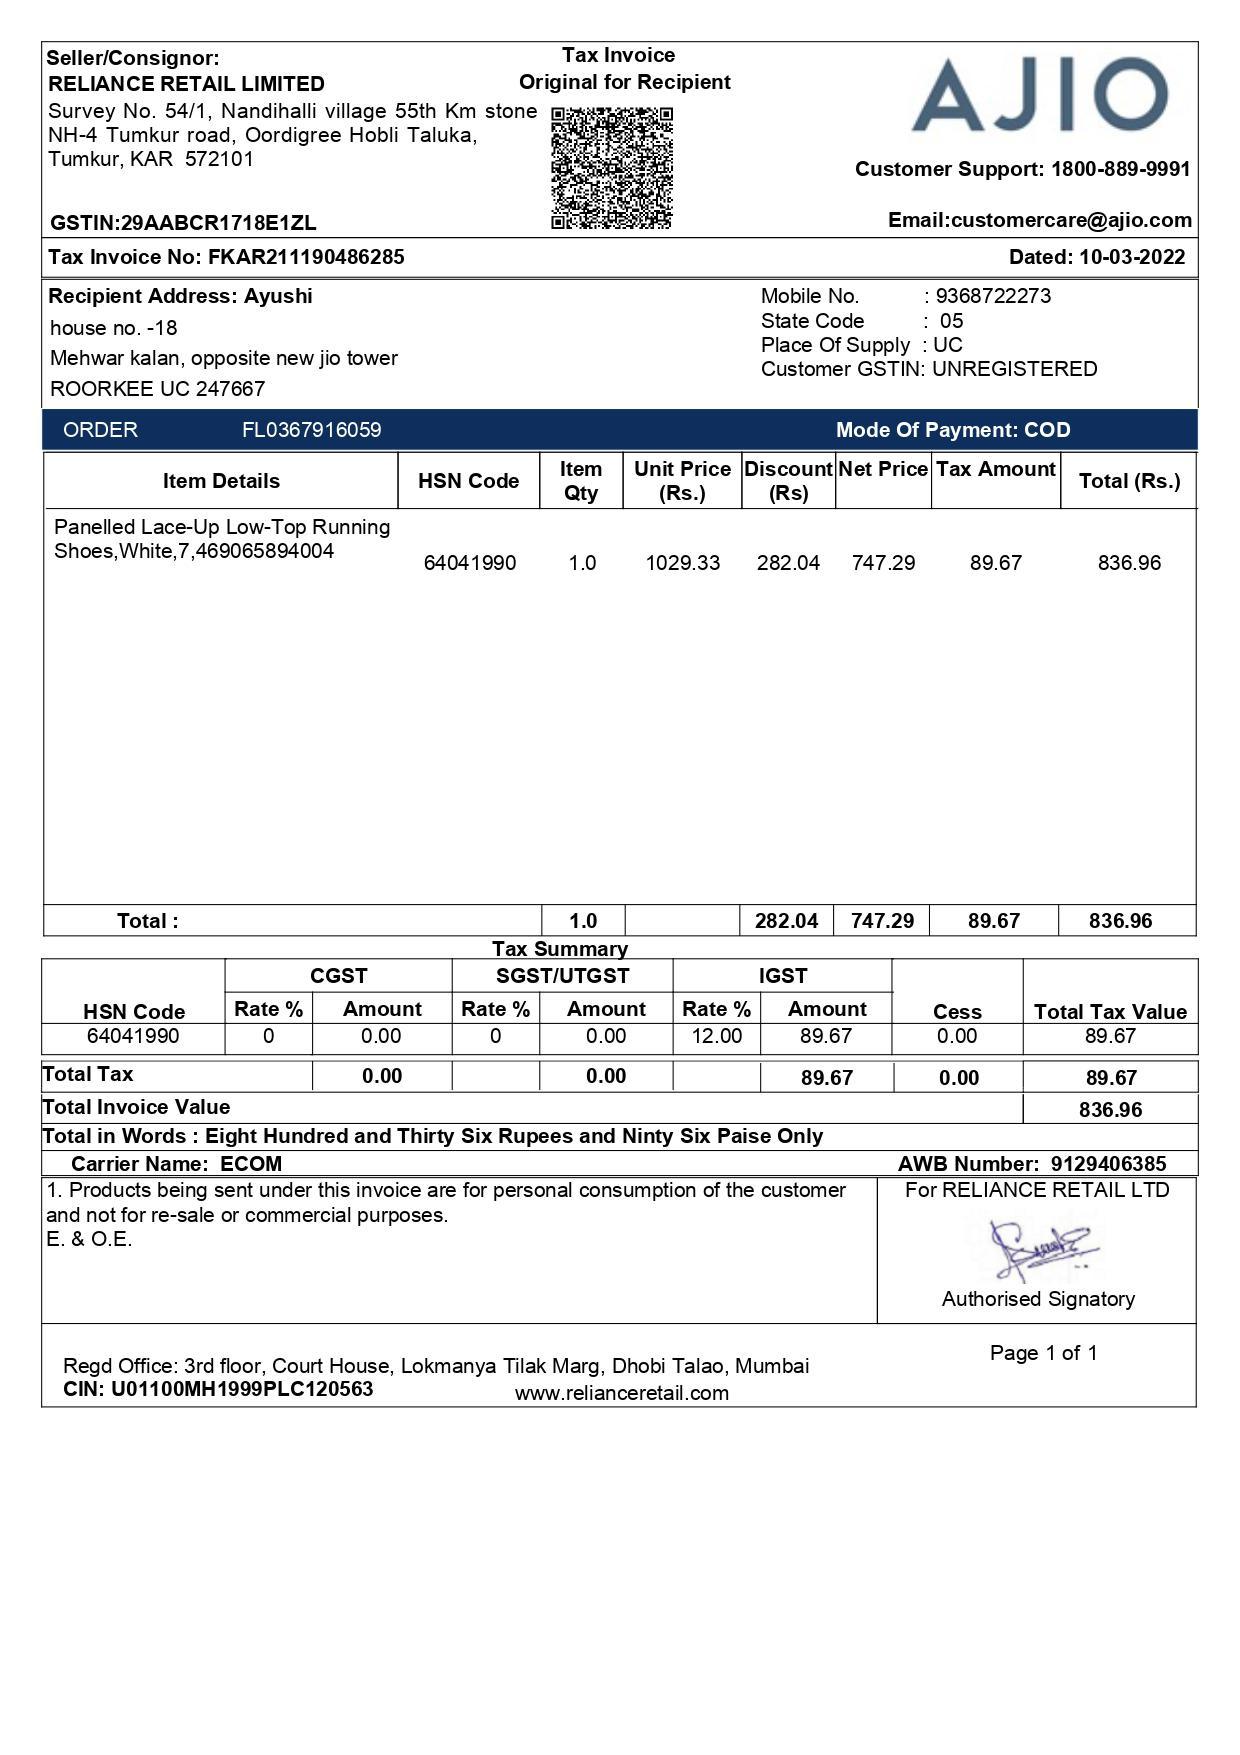 Seller/Consignor:
RELIANCE RETAIL LIMITED
Survey No. 54/1, Nandihalli village 55th Km stone
NH-4 Tumkur road, Oordigree Hobli Taluka,
Tumkur, KAR 572101
GSTIN:29AABCR1718E1ZL
Tax Invoice
Original for Recipient
AJIO
Customer Support: 1800-889-9991
Email:customercare@ajio.com
Tax Invoice No: FKAR211190486285 Dated: 10-03-2022
Recipient Address: Ayushi
house no. -18
Mehwar kalan, opposite new jio tower
ROORKEE UC 247667
Mobile No. : 9368722273
State Code : 05
Place Of Supply : UC
Customer GSTIN: UNREGISTERED
ORDER FL0367916059 Mode Of Payment: COD
Item Details HSN Code Item Qty Unit Price (Rs.) Discount (Rs) Net Price Tax Amount Total (Rs.)
Panelled Lace-Up Low-Top Running
Shoes,White,7,469065894004
64041990 1.0 1029.33 282.04 747.29 89.67 836.96
Total : 1.0 282.04 747.29 89.67 836.96
Tax Summary
CGST SGST/UTGST IGST
HSN Code Rate % Amount Rate % Amount Rate % Amount Cess Total Tax Value
64041990 0 0.00 0 0.00 12.00 89.67 0.00 89.67
Total Tax 0.00 0.00 89.67 0.00 89.67
Total Invoice Value 836.96
Total in Words : Eight Hundred and Thirty Six Rupees and Ninty Six Paise Only
Carrier Name: ECOM AWB Number: 9129406385
1. Products being sent under this invoice are for personal consumption of the customer
and not for re-sale or commercial purposes.
E. & O.E.
For RELIANCE RETAIL LTD
Authorised Signatory
Page 1 of 1
Regd Office: 3rd floor, Court House, Lokmanya Tilak Marg, Dhobi Talao, Mumbai
CIN: U01100MH1999PLC120563
www.relianceretail.com